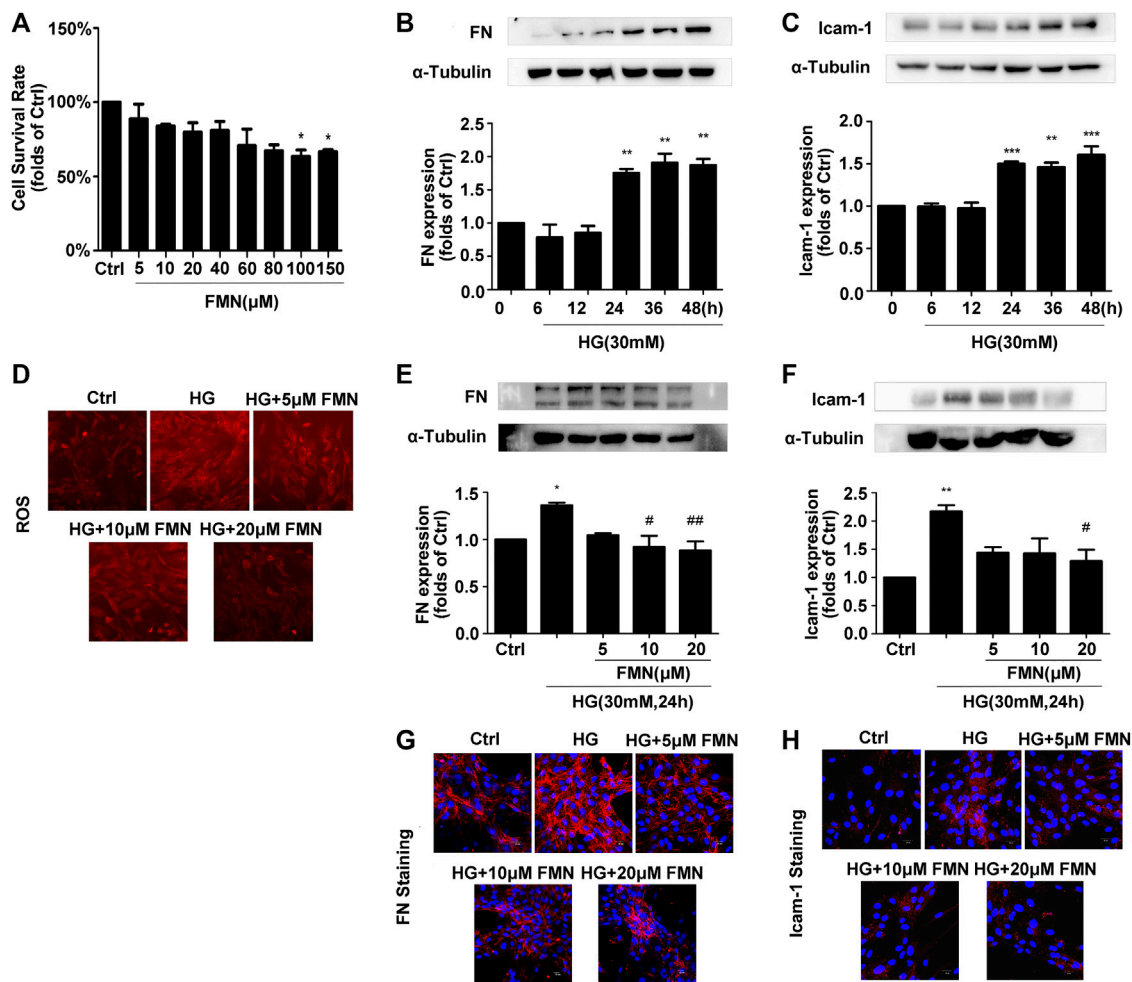 A
150%
100%
50%
0%
Cell Survival Rate
(folds of Ctrl)
* *
Ctrl 5 10 20 40 60 80 100 150
FMN(μM)
B
FN
α-Tubulin
2.5
2.0
1.5
1.0
0.5
0.0
FN expression
(folds of Ctrl)
** ** **
0 6 12 24 36 48(h)
HG(30mM)
C
Icam-1
α-Tubulin
2.0
1.5
1.0
0.5
0.0
Icam-1 expression
(folds of Ctrl)
*** ** ***
0 6 12 24 36 48(h)
HG(30mM)
D
Ctrl HG HG+5μM FMN
ROS
HG+10μM FMN HG+20μM FMN
E
FN
α-Tubulin
1.5
1.0
0.5
0.0
FN expression
(folds of Ctrl)
* # ##
Ctrl 5 10 20
FMN(μM)
HG(30mM,24h)
F
Icam-1
α-Tubulin
2.5
2.0
1.5
1.0
0.5
0.0
Icam-1 expression
(folds of Ctrl)
** #
Ctrl 5 10 20
FMN(μM)
HG(30mM,24h)
G
Ctrl HG HG+5μM FMN
FN Staining
HG+10μM FMN HG+20μM FMN
H
Ctrl HG HG+5μM FMN
Icam-1 Staining
HG+10μM FMN HG+20μM FMN